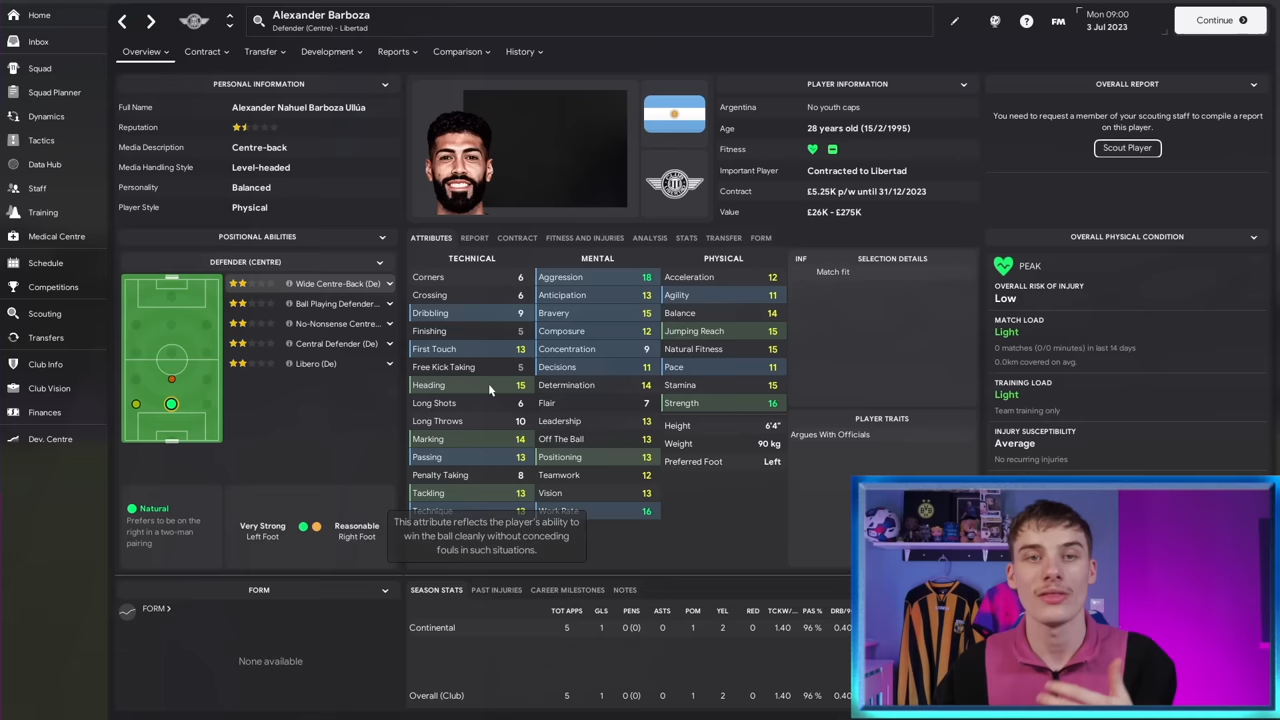 Home
Inbox
Squad
Squad Planner
Dynamics
Tactics
Data Hub
Staff
Training
Medical Centre
Schedule
Competitions
Scouting
Transfers
Club Info
Club Vision
Finances
Dev. Centre
Alexander Barboza
Defender (Centre) - Libertad
FM
Mon 09:00
3 Jul 2023
Continue
Overview Contract Transfer Development Reports Comparison History
PERSONAL INFORMATION
Full Name Alexander Nahuel Barboza Ullúa
Reputation
Media Description Centre-back
Media Handling Style Level-headed
Personality Balanced
Player Style Physical
PLAYER INFORMATION
Argentina No youth caps
Age 28 years old (15/2/1995)
Fitness
Important Player Contracted to Libertad
Contract £5.25K p/w until 31/12/2023
Value £26K - £275K
OVERALL REPORT
You need to request a member of your scouting staff to compile a report
on this player.
Scout Player
POSITIONAL ABILITIES
DEFENDER (CENTRE)
Wide Centre-Back (De)
Ball Playing Defender...
No-Nonsense Centre...
Central Defender (De)
Libero (De)
Natural
Prefers to be on the
right in a two-man
pairing
Very Strong
Left Foot
Reasonable
Right Foot
ATTRIBUTES REPORT CONTRACT FITNESS AND INJURIES ANALYSIS STATS TRANSFER FORM
TECHNICAL
Corners 6
Crossing 6
Dribbling 9
Finishing 5
First Touch 13
Free Kick Taking 5
Heading 15
Long Shots 6
Long Throws 10
Marking 14
Passing 13
Penalty Taking 8
Tackling 13
Technique 13
MENTAL
Aggression 18
Anticipation 13
Bravery 15
Composure 12
Concentration 9
Decisions 11
Determination 14
Flair 7
Leadership 13
Off The Ball 13
Positioning 13
Teamwork 12
Vision 13
Work Rate 16
PHYSICAL
Acceleration 12
Agility 11
Balance 14
Jumping Reach 15
Natural Fitness 15
Pace 11
Stamina 15
Strength 16
Height 6'4"
Weight 90 kg
Preferred Foot Left
This attribute reflects the player's ability to
win the ball cleanly without conceding
fouls in such situations.
INF SELECTION DETAILS
Match fit
PLAYER TRAITS
Argues With Officials
OVERALL PHYSICAL CONDITION
PEAK
OVERALL RISK OF INJURY
Low
MATCH LOAD
Light
0 matches (0/0 minutes) in last 14 days
0.0km covered on avg.
TRAINING LOAD
Light
Team training only
INJURY SUSCEPTIBILITY
Average
No recurring injuries
FORM
FORM
None available
SEASON STATS PAST INJURIES CAREER MILESTONES NOTES
TOT APPS GLS PENS ASTS POM YEL RED TCKW/... PAS % DRB/9
Continental 5 1 0 (0) 0 1 2 0 1.40 96 % 0.40
Overall (Club) 5 1 0 (0) 0 1 2 0 1.40 96 % 0.40